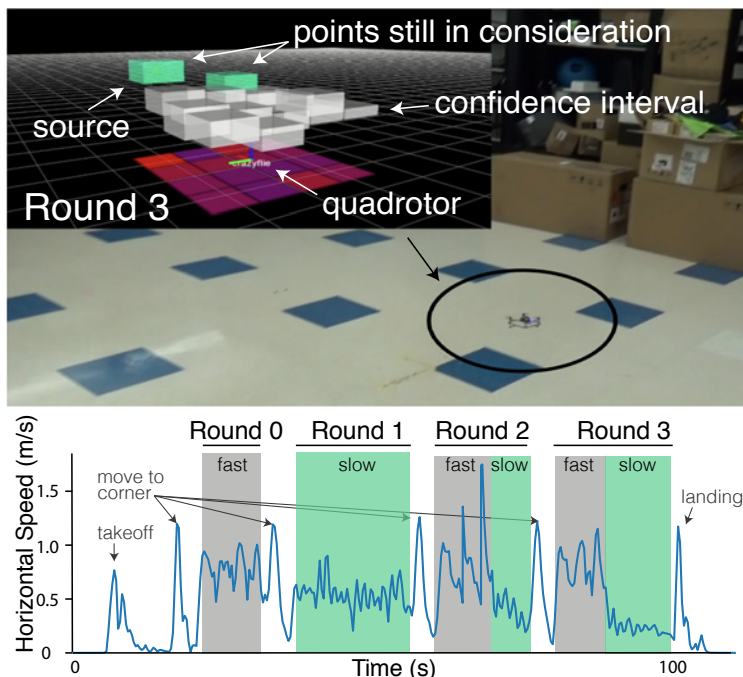 points still in consideration
source
confidence interval
crazyflie
Round 3
quadrotor
Round 0
Round 1
Round 2
Round 3
fast
slow
fast
slow
fast
slow
Horizontal Speed (m/s)
1.5
1.0
0.5
0
move to
corner
takeoff
landing
0
Time (s)
100